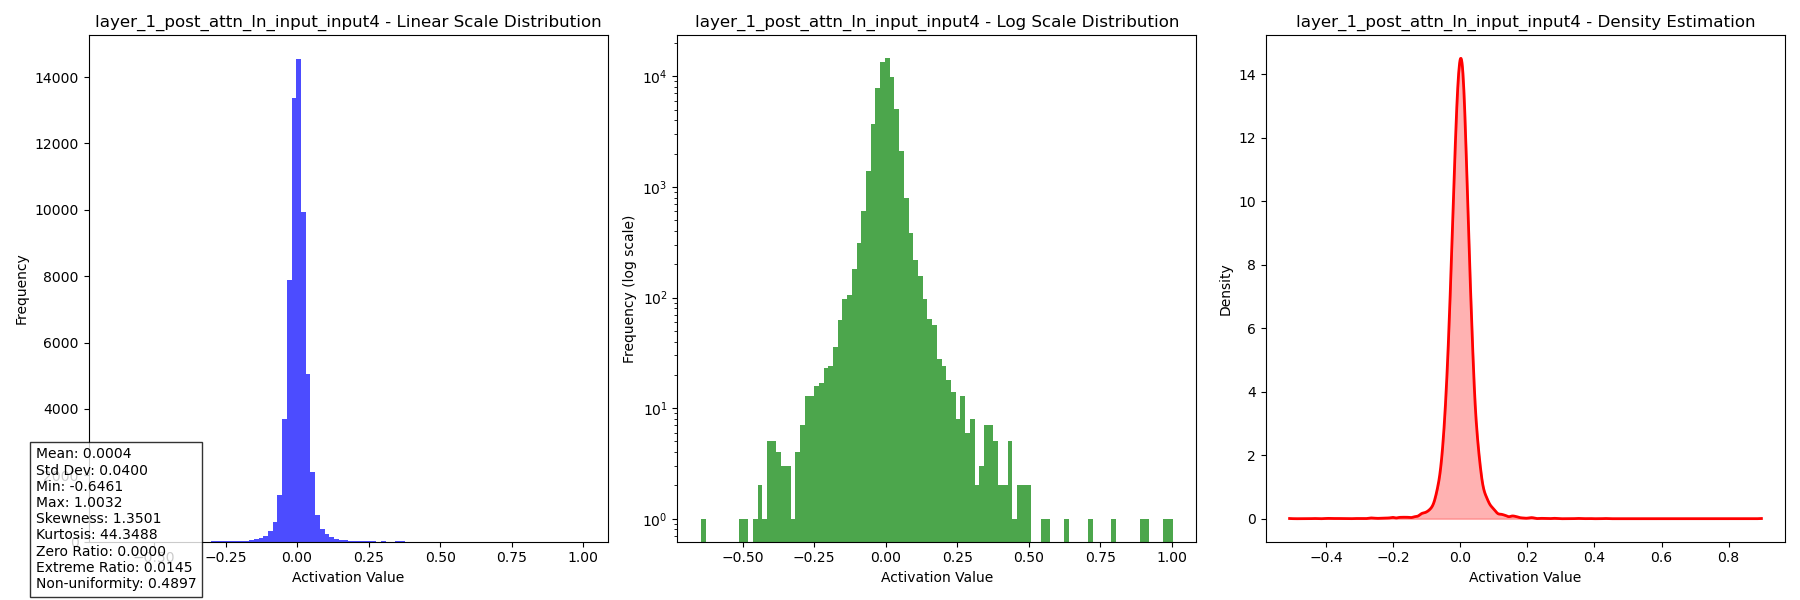 layer_1_post_attn_ln_input_input4 - Linear Scale Distribution
14000
12000
10000
8000
6000
4000
2000
0
Frequency
−0.50
−0.25
0.00
0.25
0.50
0.75
1.00
Activation Value
Mean: 0.0004
Std Dev: 0.0400
Min: -0.6461
Max: 1.0032
Skewness: 1.3501
Kurtosis: 44.3488
Zero Ratio: 0.0000
Extreme Ratio: 0.0145
Non-uniformity: 0.4897
layer_1_post_attn_ln_input_input4 - Log Scale Distribution
10⁴
10³
10²
10¹
10⁰
Frequency (log scale)
−0.50
−0.25
0.00
0.25
0.50
0.75
1.00
Activation Value
layer_1_post_attn_ln_input_input4 - Density Estimation
14
12
10
8
6
4
2
0
Density
−0.4
−0.2
0.0
0.2
0.4
0.6
0.8
Activation Value